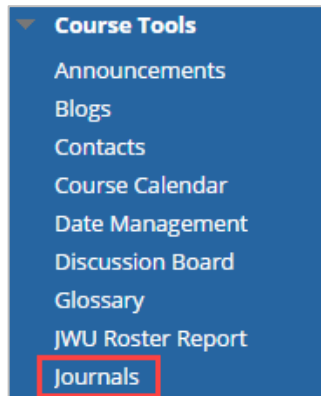 Course Tools
Announcements
Blogs
Contacts
Course Calendar
Date Management
Discussion Board
Glossary
JWU Roster Report
Journals